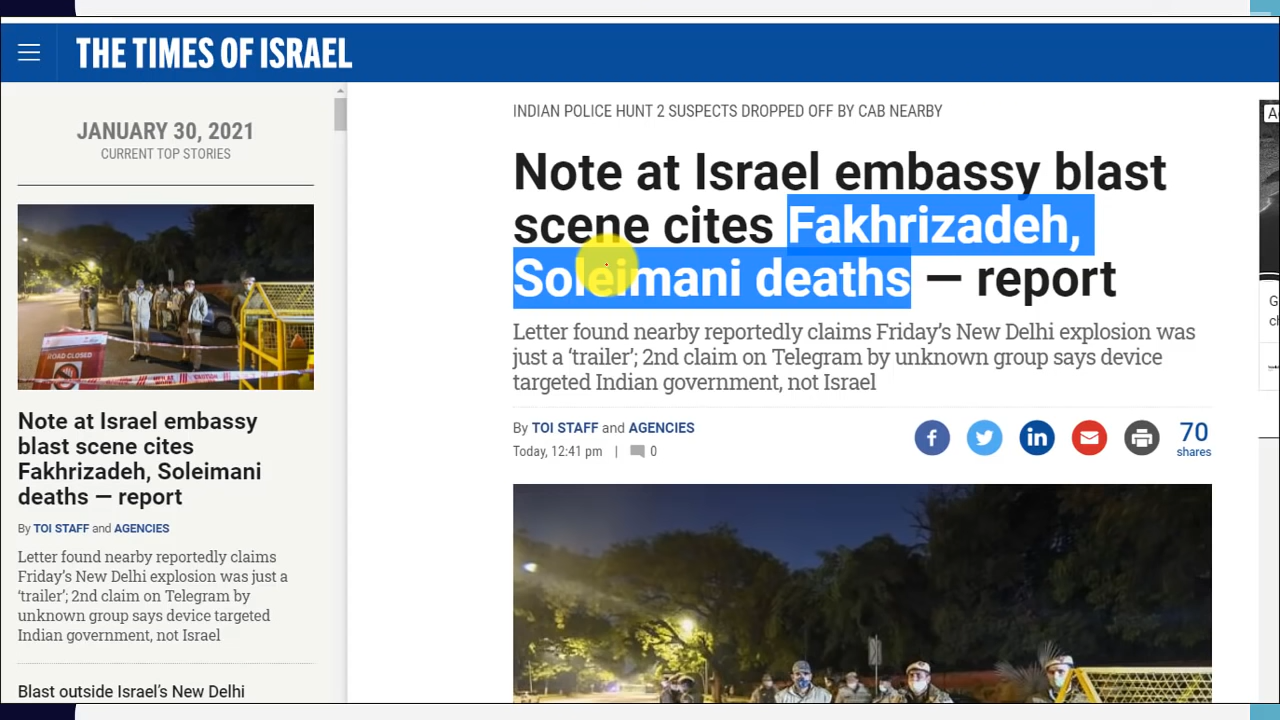 THE TIMES OF ISRAEL
JANUARY 30, 2021
CURRENT TOP STORIES
ROAD CLOSED
Note at Israel embassy
blast scene cites
Fakhrizadeh, Soleimani
deaths — report
By TOI STAFF and AGENCIES
Letter found nearby reportedly claims
Friday's New Delhi explosion was just a
'trailer'; 2nd claim on Telegram by
unknown group says device targeted
Indian government, not Israel
Blast outside Israel's New Delhi
INDIAN POLICE HUNT 2 SUSPECTS DROPPED OFF BY CAB NEARBY
Note at Israel embassy blast
scene cites Fakhrizadeh,
Soleimani deaths — report
Letter found nearby reportedly claims Friday's New Delhi explosion was
just a 'trailer'; 2nd claim on Telegram by unknown group says device
targeted Indian government, not Israel
By TOI STAFF and AGENCIES
Today, 12:41 pm | 0
70
shares